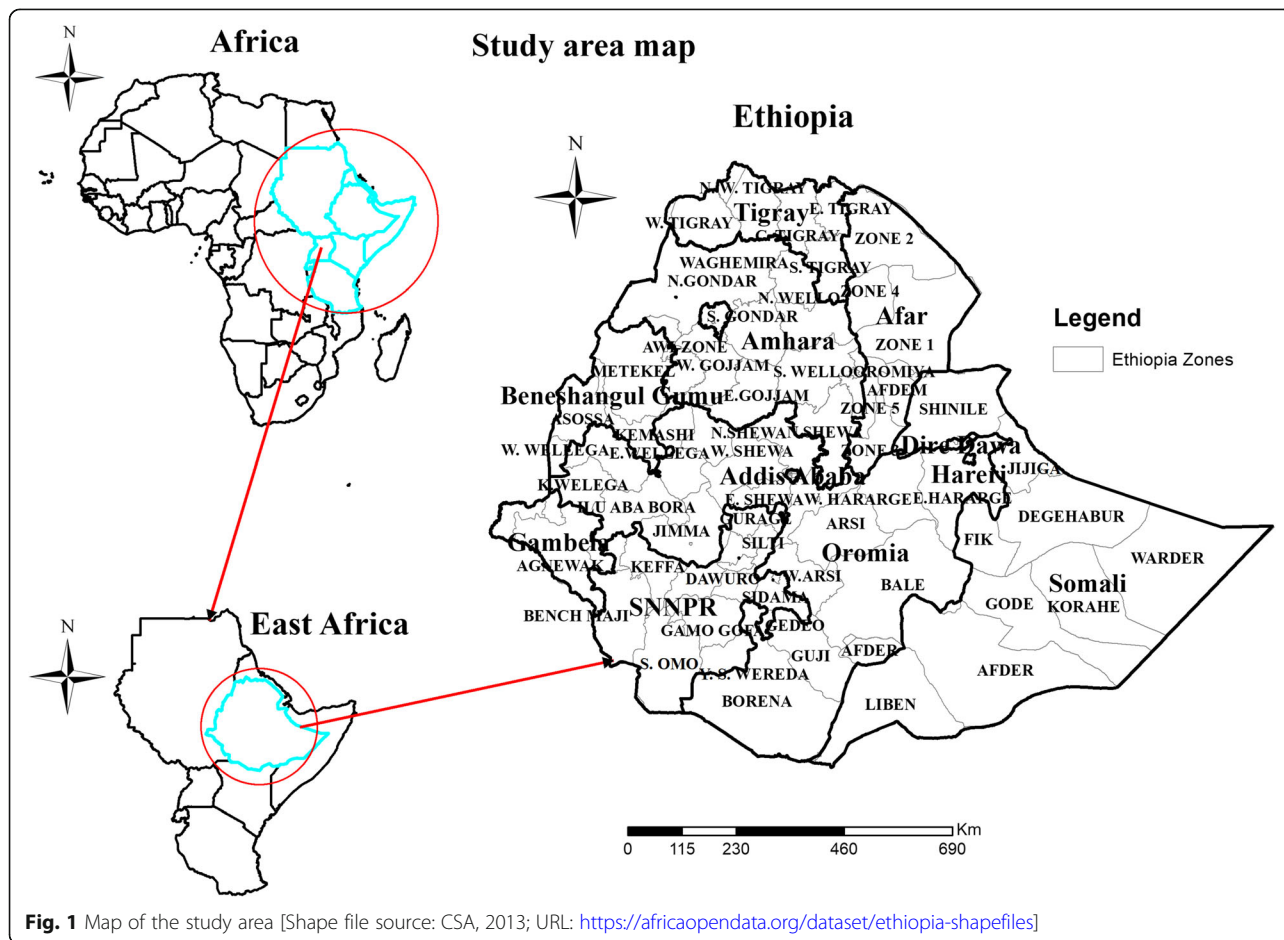 Africa
Study area map
N
Ethiopia
N
N.W. TIGRAY
Tigray
E. TIGRAY
W. TIGRAY
C. TIGRAY
ZONE 2
WAGHEMIRA
S. TIGRAY
N.GONDAR
ZONE 4
N. WELLO
S. GONDAR
Afar
Amhara
ZONE 1
AWI ZONE
METEKEL
W. GOJJAM
S. WELLO
OROMIYA
AFDEM
Beneshangul Gumu
E.GOJJAM
ZONE 5
SHINILE
ASOSSA
KEMASHI
N.SHEWA
N.SHEWA
Dire Dawa
W. WELEEGA
E.WELEEGA
W. SHEWA
ZONE
Addis Ababa
Hareri
JIJIGA
K.WELEGA
E. SHEWA
W. HARARGE
E.HARARGE
ILU ABA BORA
GURAGE
ARSI
DEGEHABUR
JIMMA
SILTI
FIK
WARDER
Gambela
Oromia
AGNEWAK
KEFFA
DAWURO
W.ARSI
Somali
BALE
SIDAMA
GODE
KORAHE
SNNPR
BENCH MAJI
GAMO GOFA
GEDEO
GUJI
AFDER
S. OMO
AFDER
Y. S. WEREDA
BORENA
LIBEN
Legend
Ethiopia Zones
N
East Africa
Km
0 115 230 460 690
Fig. 1 Map of the study area [Shape file source: CSA, 2013; URL: https://africaopendata.org/dataset/ethiopia-shapefiles]